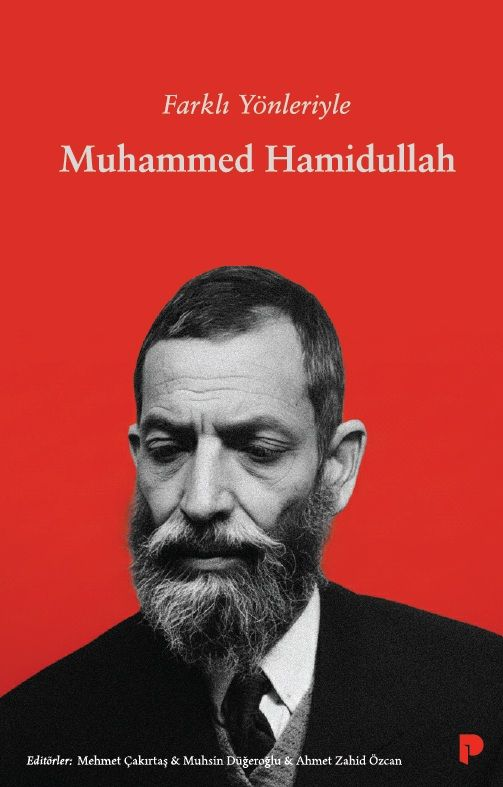 Farklı Yönleriyle
Muhammed Hamidullah
Editörler: Mehmet Çakırtaş & Muhsin Düğeroğlu & Ahmet Zahid Özcan